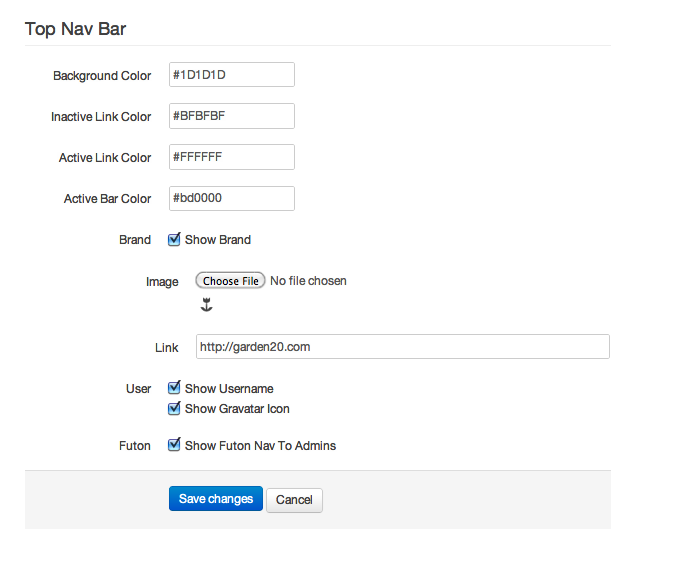 Top Nav Bar
Background Color #1D1D1D
Inactive Link Color #BFBFBF
Active Link Color #FFFFFF
Active Bar Color #bd0000
Brand Show Brand
Image Choose File No file chosen
Link http://garden20.com
User Show Username
Show Gravatar Icon
Futon Show Futon Nav To Admins
Save changes Cancel